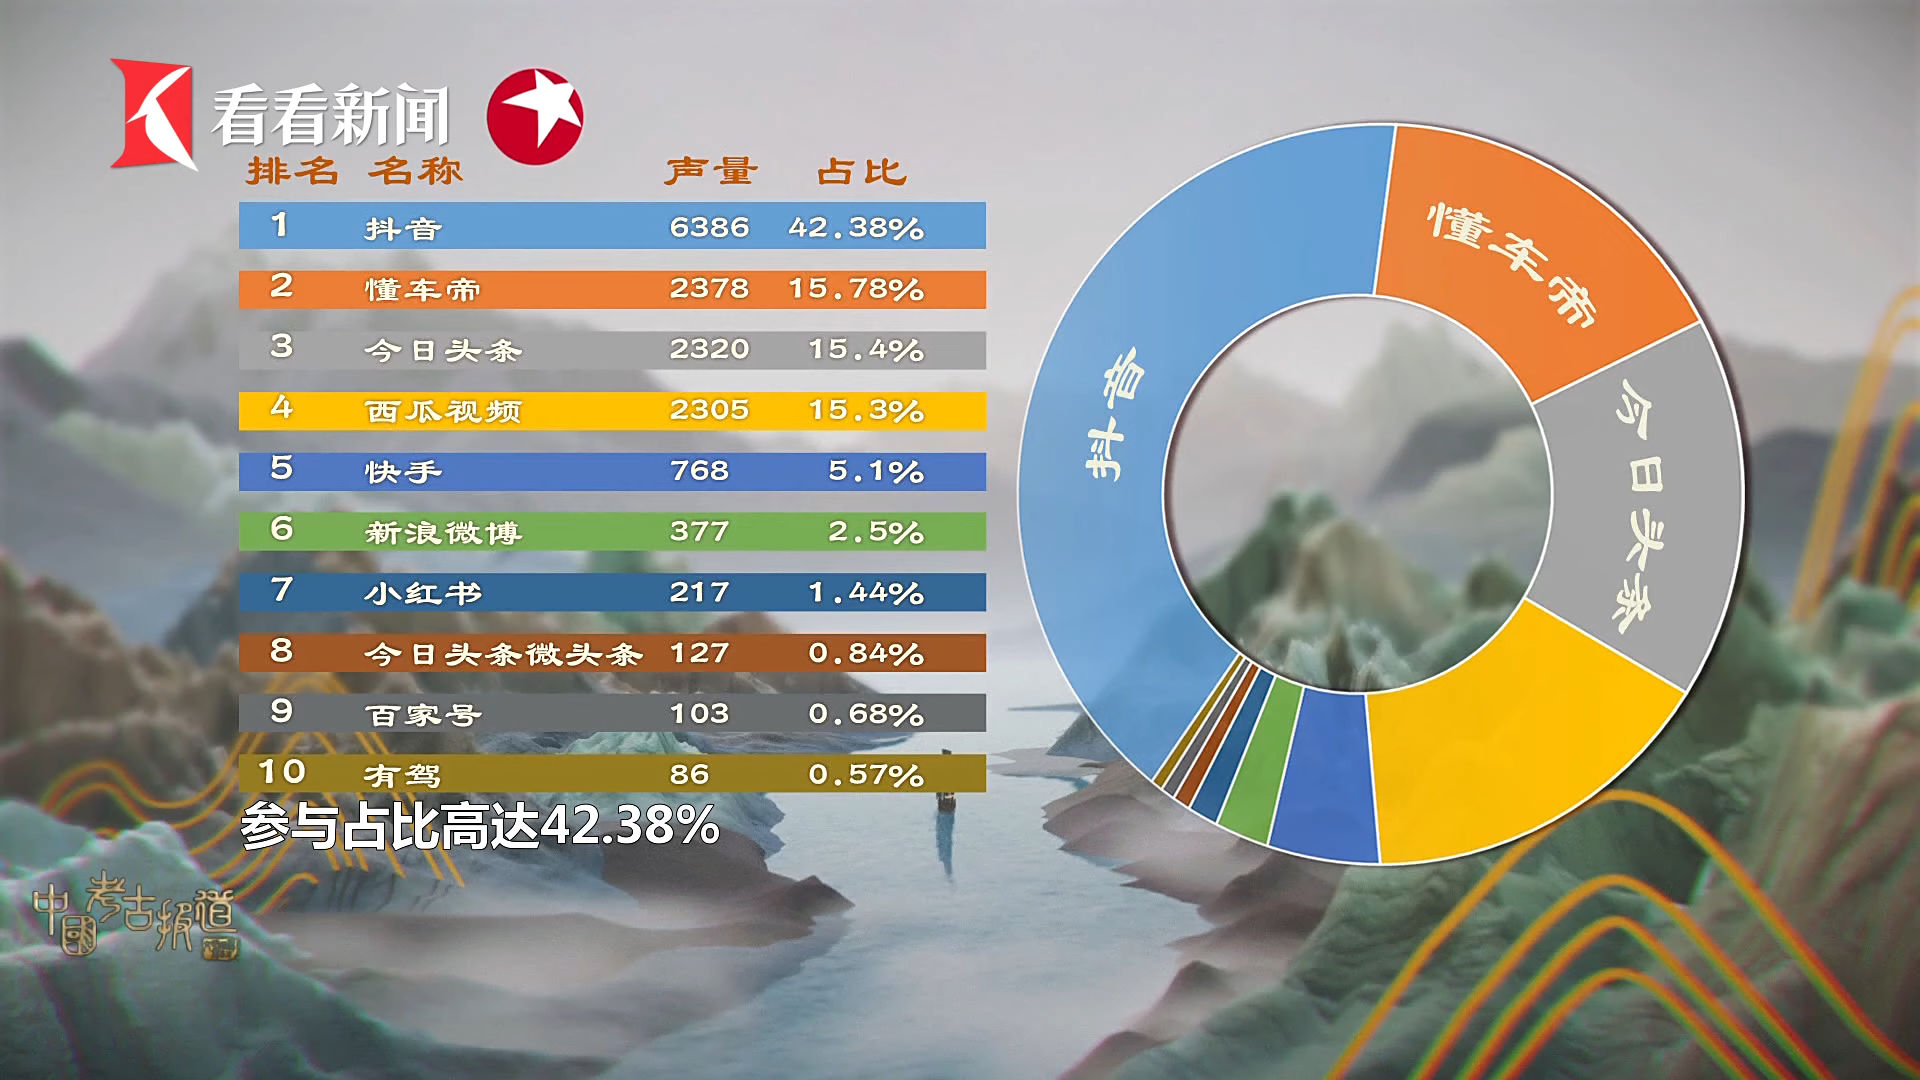 看看新闻
排名 名称 声量 占比
1 抖音 6386 42.38%
2 懂车帝 2378 15.78%
3 今日头条 2320 15.4%
4 西瓜视频 2305 15.3%
5 快手 768 5.1%
6 新浪微博 377 2.5%
7 小红书 217 1.44%
8 今日头条微头条 127 0.84%
9 百家号 103 0.68%
10 有驾 86 0.57%
参与占比高达42.38%
懂车帝
今日头条
抖音
中國考古报道